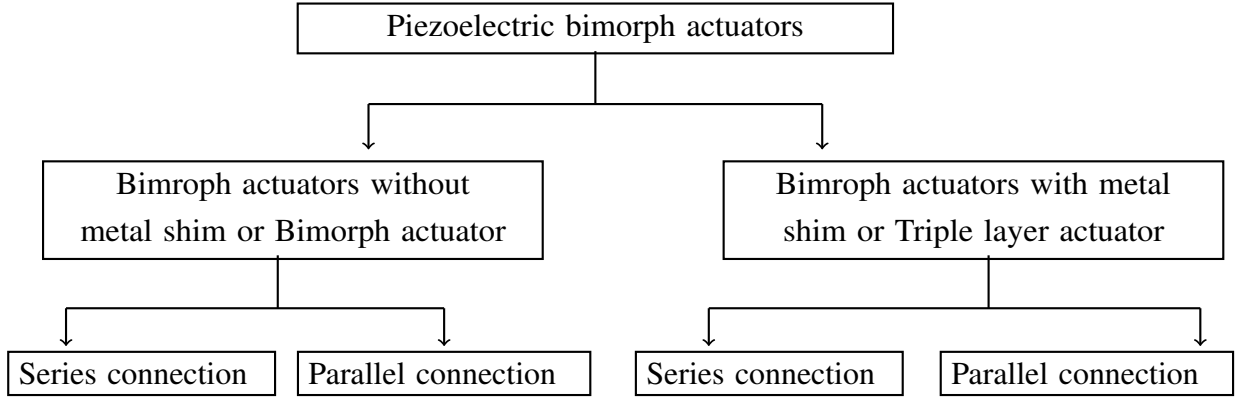 Piezoelectric bimorph actuators
Bimroph actuators without
metal shim or Bimorph actuator
Bimroph actuators with metal
shim or Triple layer actuator
Series connection
Parallel connection
Series connection
Parallel connection